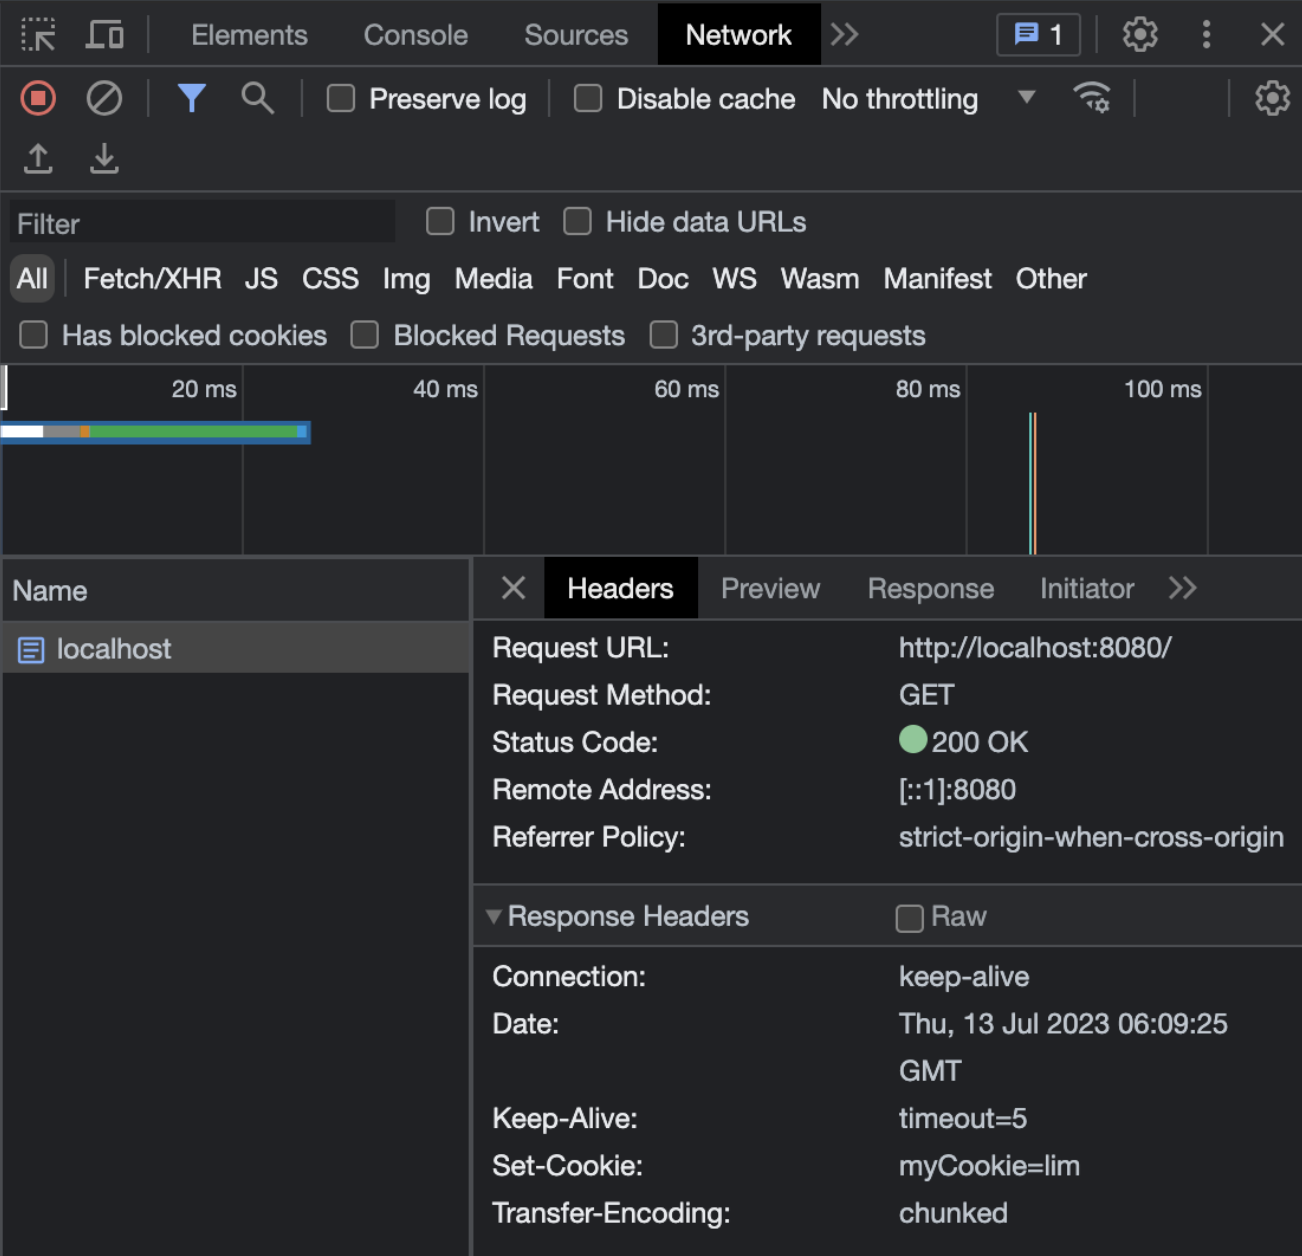 Elements Console Sources Network 1
Preserve log Disable cache No throttling
Filter Invert Hide data URLs
All Fetch/XHR JS CSS Img Media Font Doc WS Wasm Manifest Other
Has blocked cookies Blocked Requests 3rd-party requests
20 ms 40 ms 60 ms 80 ms 100 ms
Name
localhost
Headers Preview Response Initiator
Request URL: http://localhost:8080/
Request Method: GET
Status Code: 200 OK
Remote Address: [::1]:8080
Referrer Policy: strict-origin-when-cross-origin
Response Headers Raw
Connection: keep-alive
Date: Thu, 13 Jul 2023 06:09:25
GMT
Keep-Alive: timeout=5
Set-Cookie: myCookie=lim
Transfer-Encoding: chunked